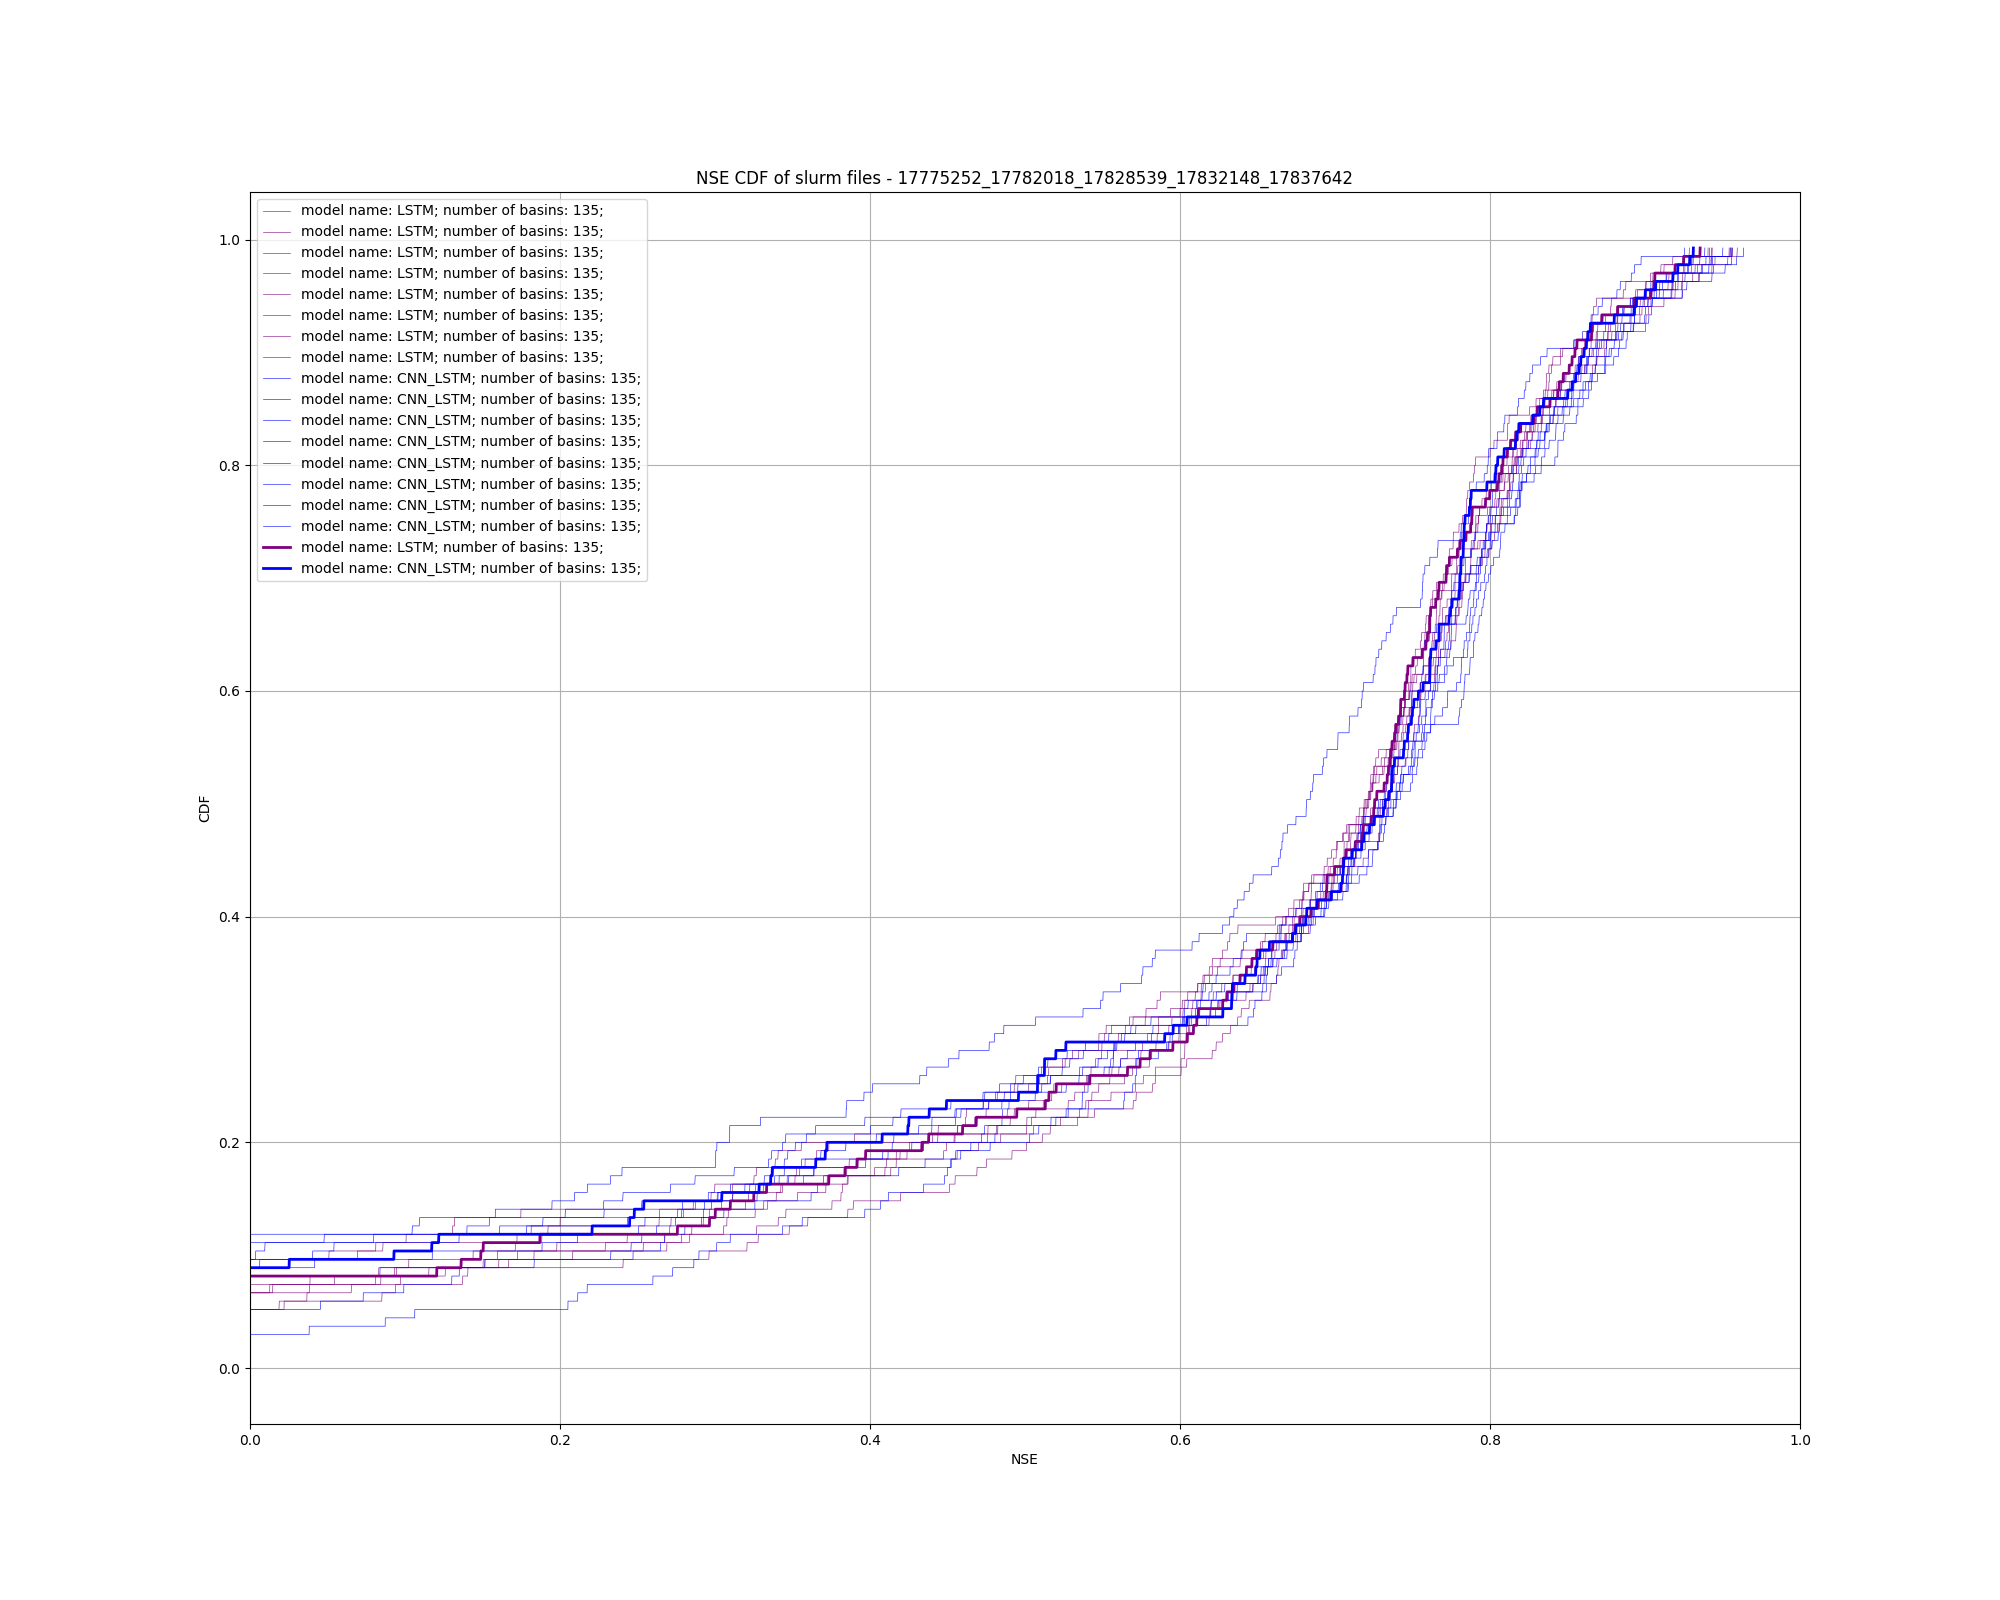 NSE CDF of slurm files - 17775252_17782018_17828539_17832148_17837642
model name: LSTM; number of basins: 135;
model name: LSTM; number of basins: 135;
model name: LSTM; number of basins: 135;
model name: LSTM; number of basins: 135;
model name: LSTM; number of basins: 135;
model name: LSTM; number of basins: 135;
model name: LSTM; number of basins: 135;
model name: LSTM; number of basins: 135;
model name: CNN_LSTM; number of basins: 135;
model name: CNN_LSTM; number of basins: 135;
model name: CNN_LSTM; number of basins: 135;
model name: CNN_LSTM; number of basins: 135;
model name: CNN_LSTM; number of basins: 135;
model name: CNN_LSTM; number of basins: 135;
model name: CNN_LSTM; number of basins: 135;
model name: CNN_LSTM; number of basins: 135;
model name: LSTM; number of basins: 135;
model name: CNN_LSTM; number of basins: 135;
1.0
0.8
0.6
0.4
0.2
0.0
CDF
0.0 0.2 0.4 0.6 0.8 1.0
NSE